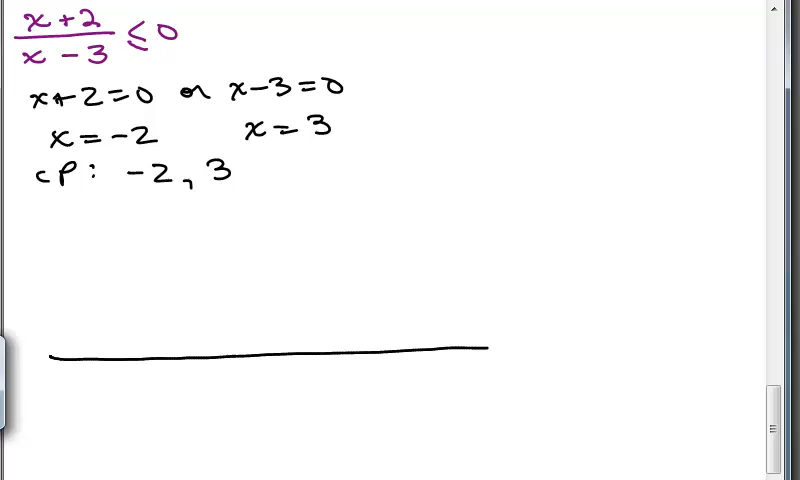 x+2/x-3 ≤ 0
x+2=0 or x-3=0
x=-2 x=3
CP: -2, 3